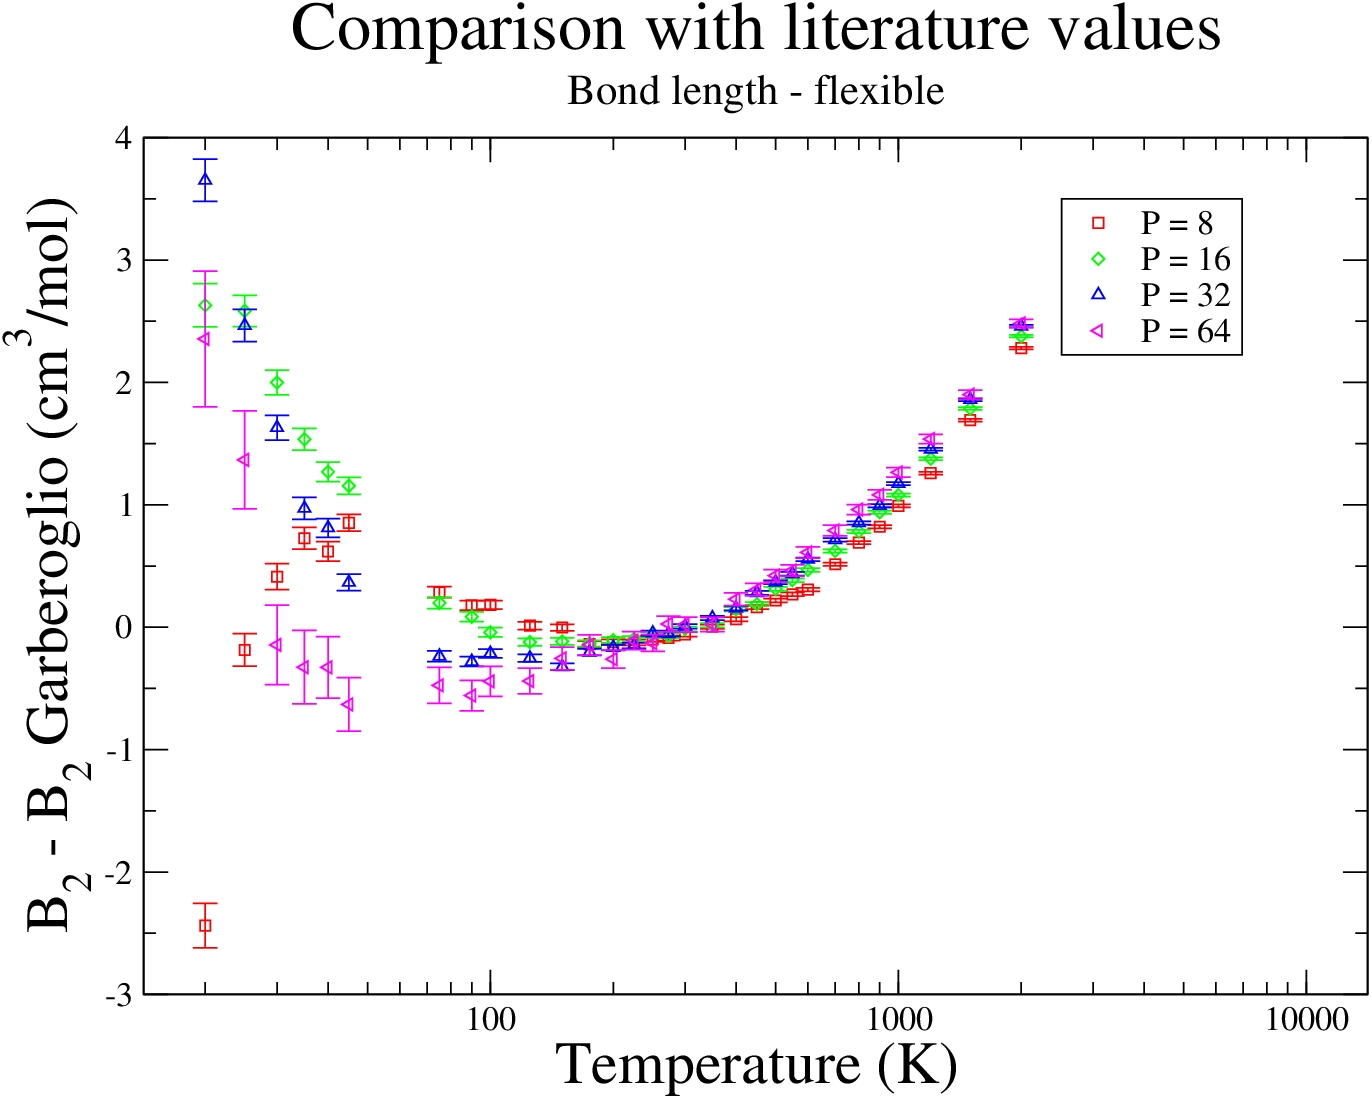 Comparison with literature values
Bond length - flexible
B2 - B2 Garberoglio (cm3/mol)
4
3
2
1
0
-1
-2
-3
P = 8
P = 16
P = 32
P = 64
100
1000
10000
Temperature (K)